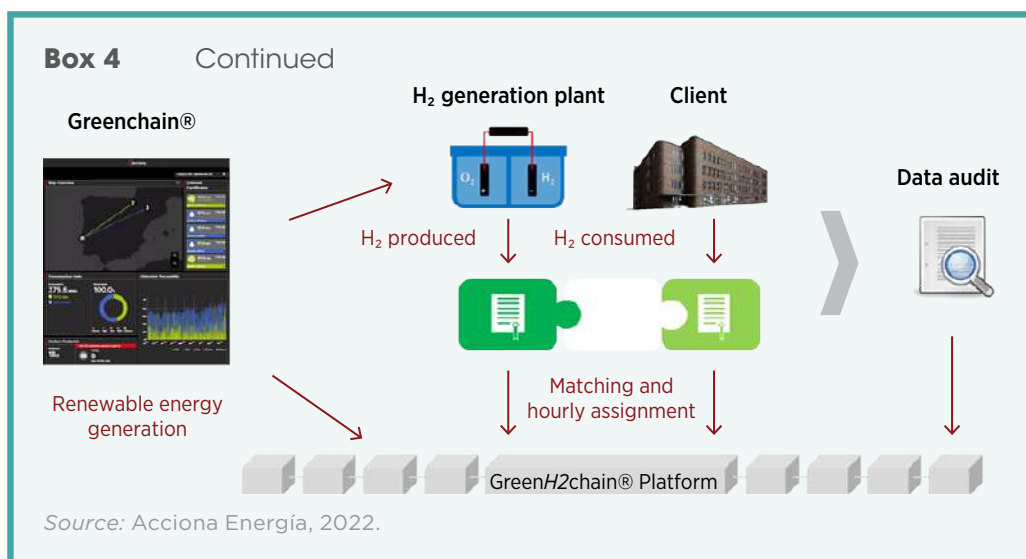 Box 4 Continued
H₂ generation plant
Client
Greenchain®
Data audit
O₂
H₂
H₂ produced
H₂ consumed
Renewable energy
generation
Matching and
hourly assignment
GreenH2chain® Platform
Source: Acciona Energía, 2022.